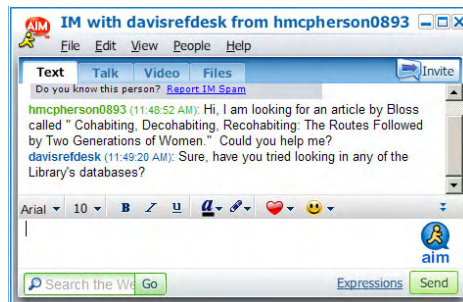 AIM IM with davisrefdesk from hmcpherson0893
File Edit View People Help
Text Talk Video Files Invite
Do you know this person? Report IM Spam
hmcpherson0893 (11:48:52 AM): Hi, I am looking for an article by Bloss
called " Cohabiting, Decohabiting, Recohabiting: The Routes Followed
by Two Generations of Women." Could you help me?
davisrefdesk (11:49:20 AM): Sure, have you tried looking in any of the
Library's databases?
Arial 10 B I U a
aim
Search the We Go Expressions Send